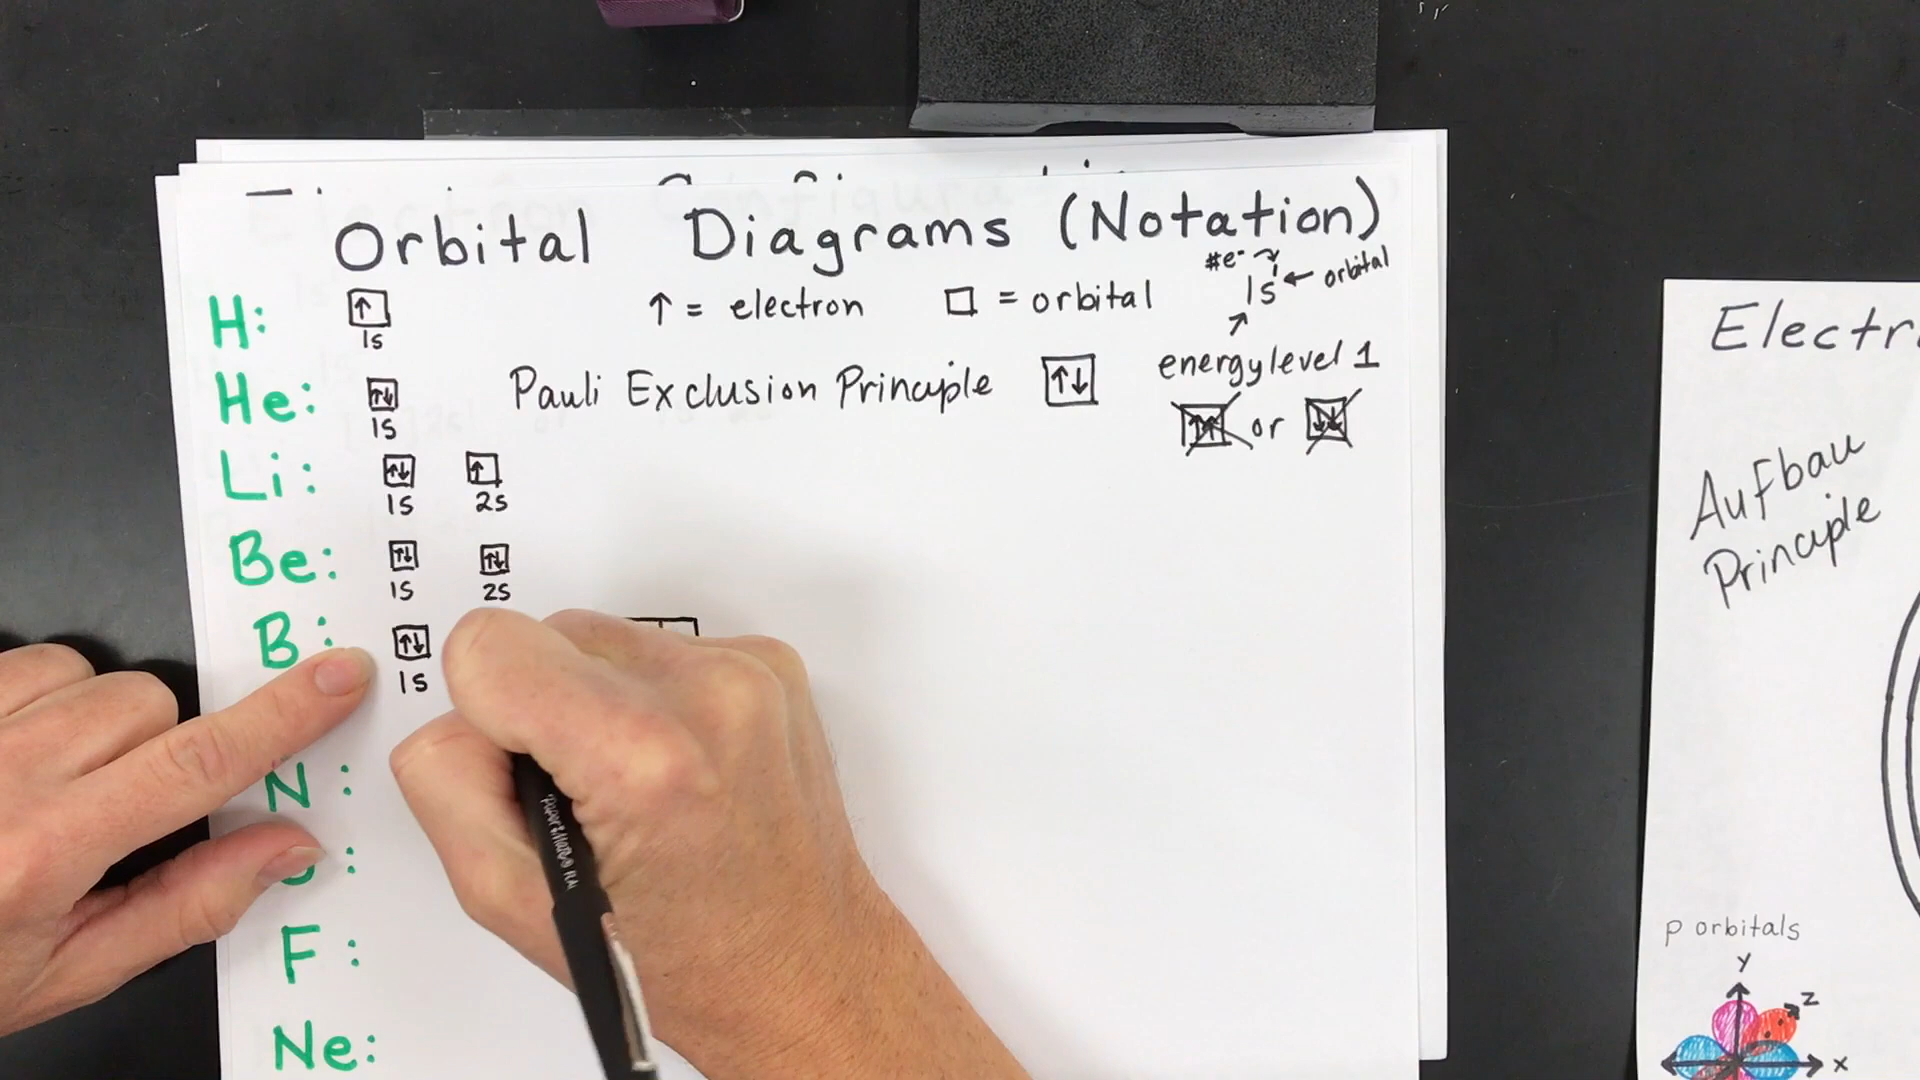 Orbital Diagrams (Notation)
#e-
1s¹ ← orbital
H: ↑ ↑ = electron □ = orbital
1s
energy level 1
He: ↑↓ Pauli Exclusion Principle ↑↓
1s ↑↑ or ↓↓
Li: ↑↓ ↑
1s 2s
Be: ↑↓ ↑↓
1s 2s
B: ↑↓
1s
N:
F:
Ne:
Electr
Aufbau
Principle
p orbitals
Y
Z
X